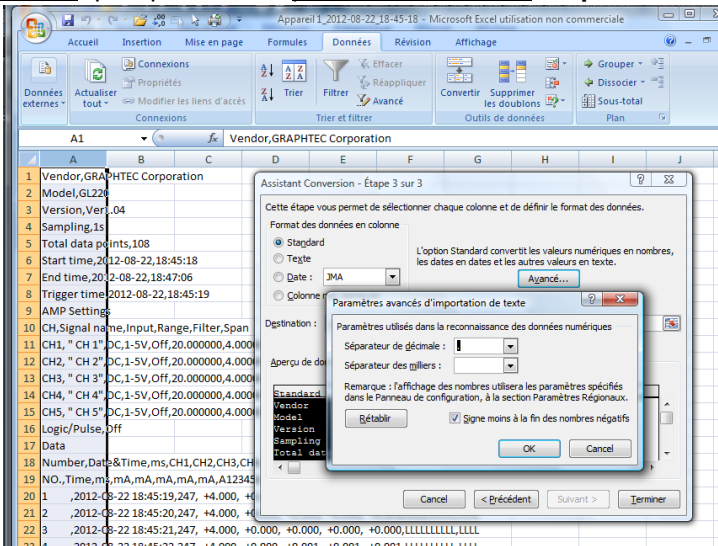 Appareil 1_2012-08-22_18-45-18 - Microsoft Excel utilisation non commerciale
Accueil Insertion Mise en page Formules Données Révision Affichage
Données externes
Actualiser tout
Connexions
Propriétés
Modifier les liens d'accès
Connexions
Trier
Filtrer
Effacer
Réappliquer
Avancé
Trier et filtrer
Convertir
Supprimer les doublons
Outils de données
Grouper
Dissocier
Sous-total
Plan
A1 fx Vendor,GRAPHTEC Corporation
A B C D E F G H I J
1 Vendor,GRAPHTEC Corporation
2 Model,GL220
3 Version,Ver1.04
4 Sampling,1s
5 Total data points,108
6 Start time,2012-08-22,18:45:18
7 End time,2012-08-22,18:47:06
8 Trigger time,2012-08-22,18:45:19
9 AMP Settings
10 CH,Signal name,Input,Range,Filter,Span
11 CH1, " CH 1",DC,1-5V,Off,20.000000,4.000
12 CH2, " CH 2",DC,1-5V,Off,20.000000,4.000
13 CH3, " CH 3",DC,1-5V,Off,20.000000,4.000
14 CH4, " CH 4",DC,1-5V,Off,20.000000,4.000
15 CH5, " CH 5",DC,1-5V,Off,20.000000,4.000
16 Logic/Pulse,Off
17 Data
18 Number,Date&Time,ms,CH1,CH2,CH3,CH
19 NO.,Time,ms,mA,mA,mA,mA,mA,A12345
20 1 ,2012-08-22 18:45:19,247, +4.000, +0
21 2 ,2012-08-22 18:45:20,247, +4.000, +0
22 3 ,2012-08-22 18:45:21,247, +4.000, +0.000, +0.000, +0.000, +0.000,LLLLLLLLLL,LLLL
Assistant Conversion - Étape 3 sur 3
Cette étape vous permet de sélectionner chaque colonne et de définir le format des données.
Format des données en colonne
Standard
Texte
Date : JMA
Colonne
L'option Standard convertit les valeurs numériques en nombres, les dates en dates et les autres valeurs en texte.
Avancé...
Destination :
Aperçu de
Standard
Vendor
Model
Version
Sampling
Total dat
Cancel < Précédent Suivant > Terminer
Paramètres avancés d'importation de texte
Paramètres utilisés dans la reconnaissance des données numériques
Séparateur de décimale : .
Séparateur des milliers :
Remarque : l'affichage des nombres utilisera les paramètres spécifiés
dans le Panneau de configuration, à la section Paramètres Régionaux.
Rétablir Signe moins à la fin des nombres négatifs
OK Cancel